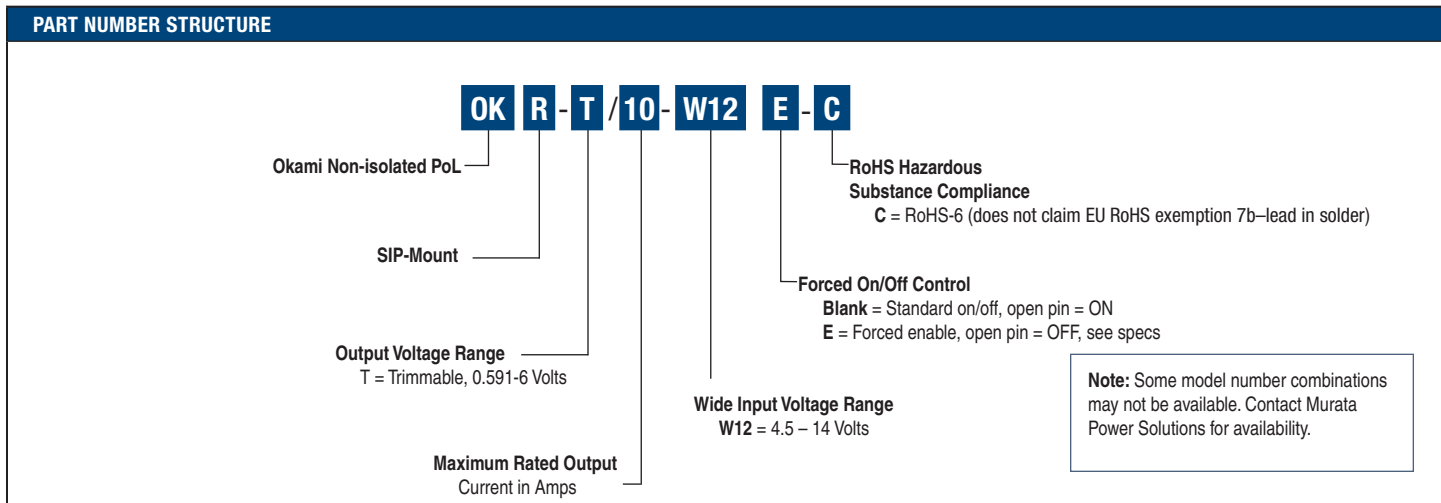 PART NUMBER STRUCTURE
OK R - T / 10 - W12 E - C
Okami Non-isolated PoL
RoHS Hazardous
Substance Compliance
C = RoHS-6 (does not claim EU RoHS exemption 7b–lead in solder)
SIP-Mount
Forced On/Off Control
Blank = Standard on/off, open pin = ON
E = Forced enable, open pin = OFF, see specs
Output Voltage Range
T = Trimmable, 0.591-6 Volts
Wide Input Voltage Range
W12 = 4.5 – 14 Volts
Note: Some model number combinations
may not be available. Contact Murata
Power Solutions for availability.
Maximum Rated Output
Current in Amps